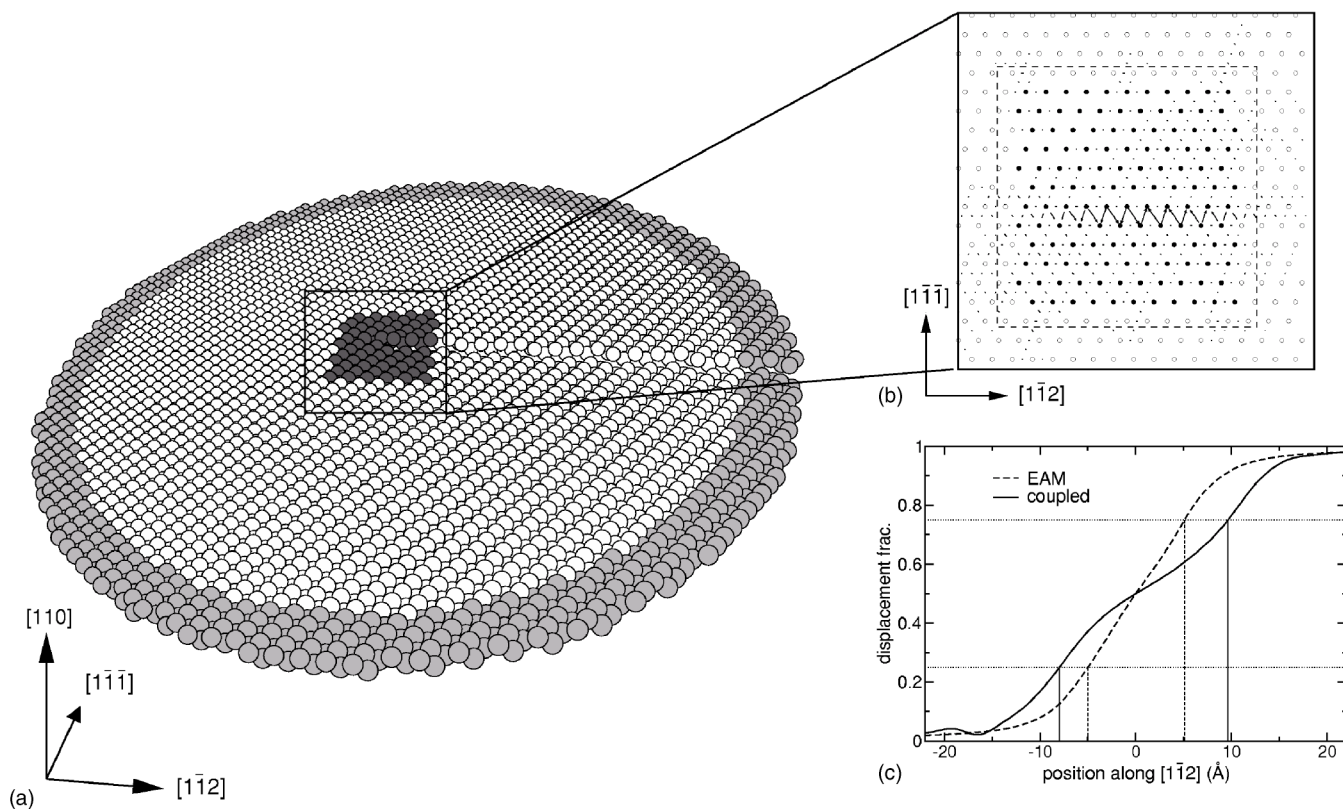 [110]
[11̄1̄]
[11̄2]
(a)
[11̄1̄]
[11̄2]
(b)
1
0.8
0.6
0.4
0.2
0
displacement frac.
EAM
coupled
-20
-10
0
10
20
position along [11̄2] (Å)
(c)